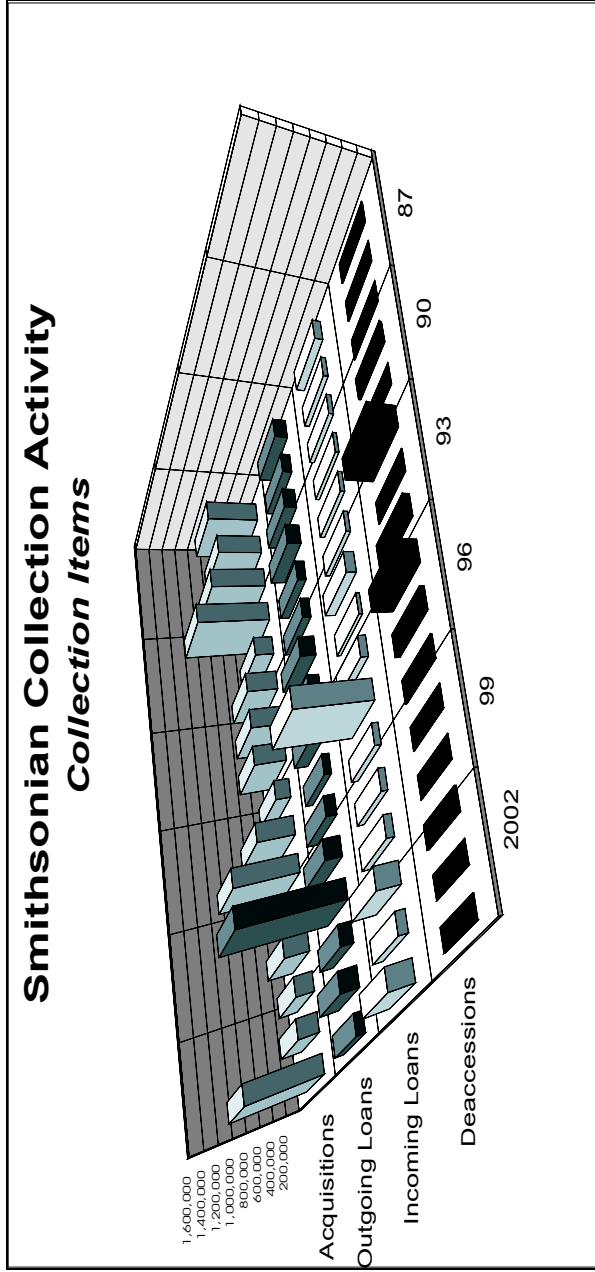 Smithsonian Collection Activity
Collection Items
1,600,000
1,400,000
1,200,000
1,000,000
800,000
600,000
400,000
200,000
Acquisitions
Outgoing Loans
Incoming Loans
Deaccessions
2002
99
96
93
90
87